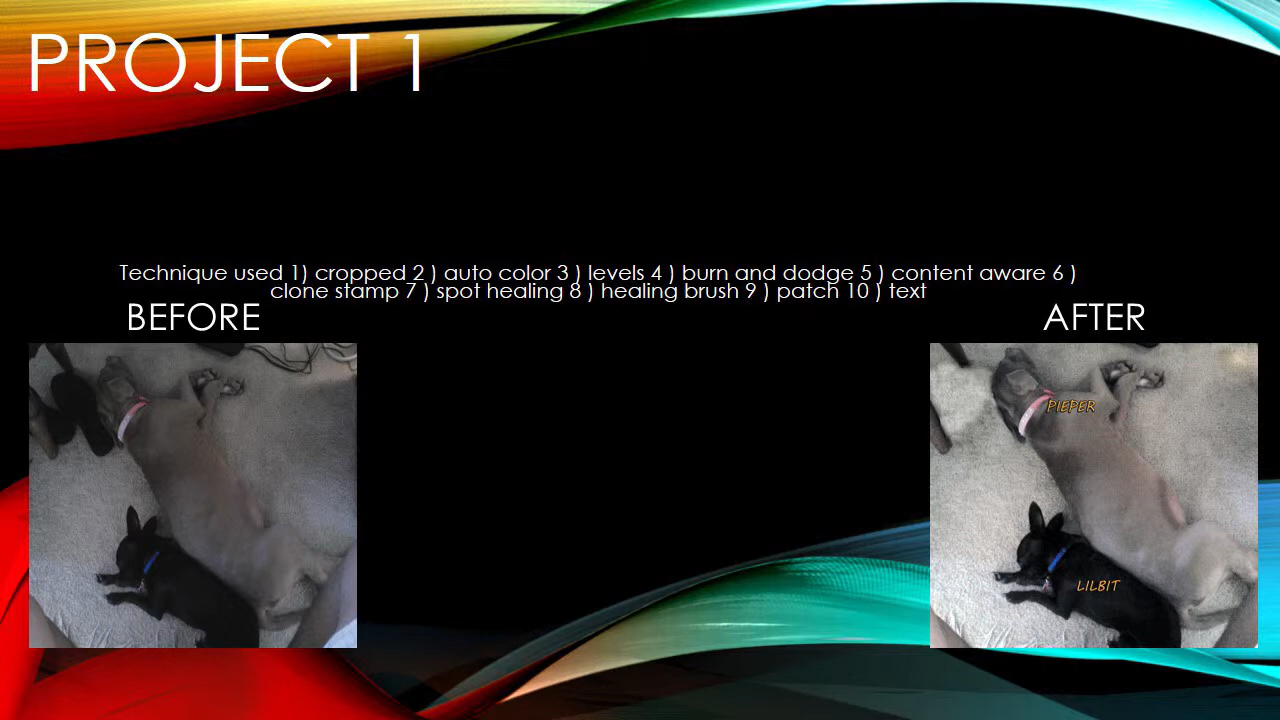 PROJECT 1
Technique used 1) cropped 2 ) auto color 3 ) levels 4 ) burn and dodge 5 ) content aware 6 )
clone stamp 7 ) spot healing 8 ) healing brush 9 ) patch 10 ) text
BEFORE
AFTER
PIEPER
LILBIT